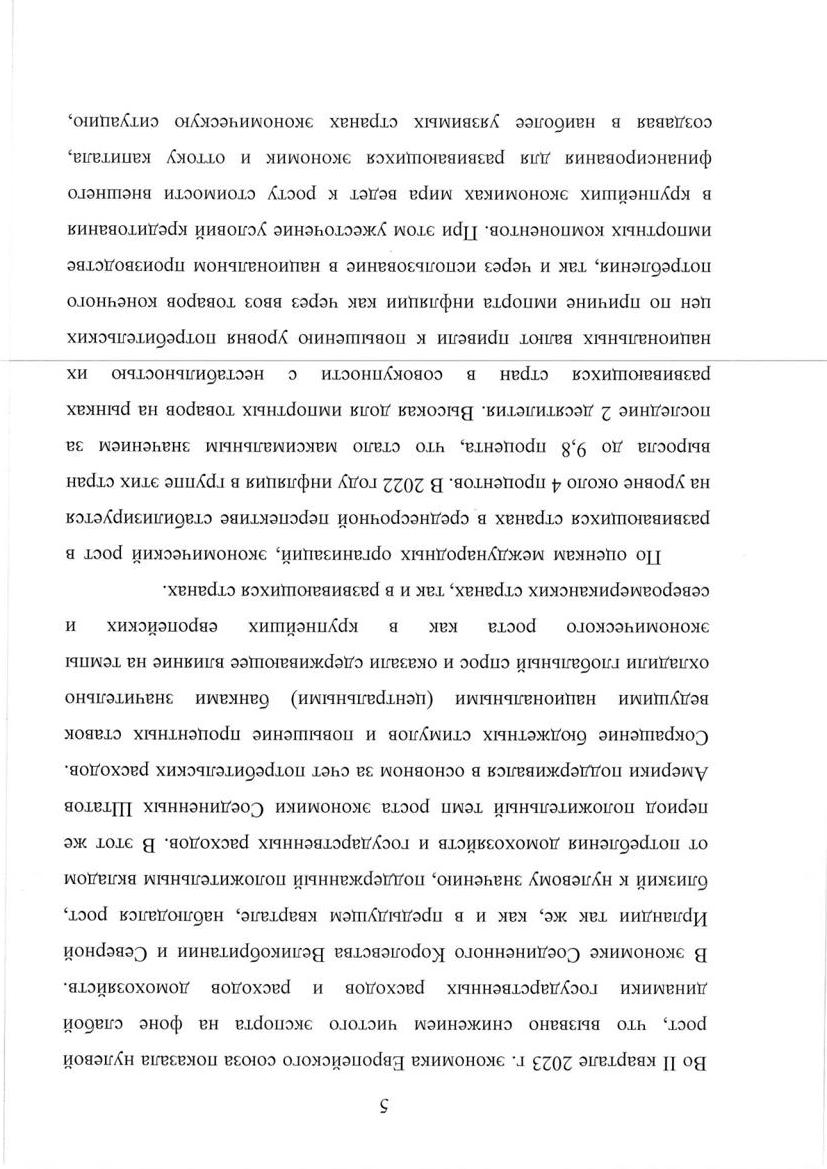 5
Во II квартале 2023 г. экономика Европейского союза показала нулевой
рост, что вызвано снижением чистого экспорта на фоне слабой
динамики государственных расходов и расходов домохозяйств.
В экономике Соединенного Королевства Великобритании и Северной
Ирландии так же, как и в предыдущем квартале, наблюдался рост,
близкий к нулевому значению, поддержанный положительным вкладом
от потребления домохозяйств и государственных расходов. В этот же
период положительный темп роста экономики Соединенных Штатов
Америки поддерживался в основном за счет потребительских расходов.
Сокращение бюджетных стимулов и повышение процентных ставок
ведущими национальными (центральными) банками значительно
охладили глобальный спрос и оказали сдерживающее влияние на темпы
экономического роста как в крупнейших европейских и
североамериканских странах, так и в развивающихся странах.
По оценкам международных организаций, экономический рост в
развивающихся странах в среднесрочной перспективе стабилизируется
на уровне около 4 процентов. В 2022 году инфляция в группе этих стран
выросла до 9,8 процента, что стало максимальным значением за
последние 2 десятилетия. Высокая доля импортных товаров на рынках
развивающихся стран в совокупности с нестабильностью их
национальных валют привели к повышению уровня потребительских
цен по причине импорта инфляции как через ввоз товаров конечного
потребления, так и через использование в национальном производстве
импортных компонентов. При этом ужесточение условий кредитования
в крупнейших экономиках мира ведет к росту стоимости внешнего
финансирования для развивающихся экономик и оттоку капитала,
создавая в наиболее уязвимых странах экономическую ситуацию,